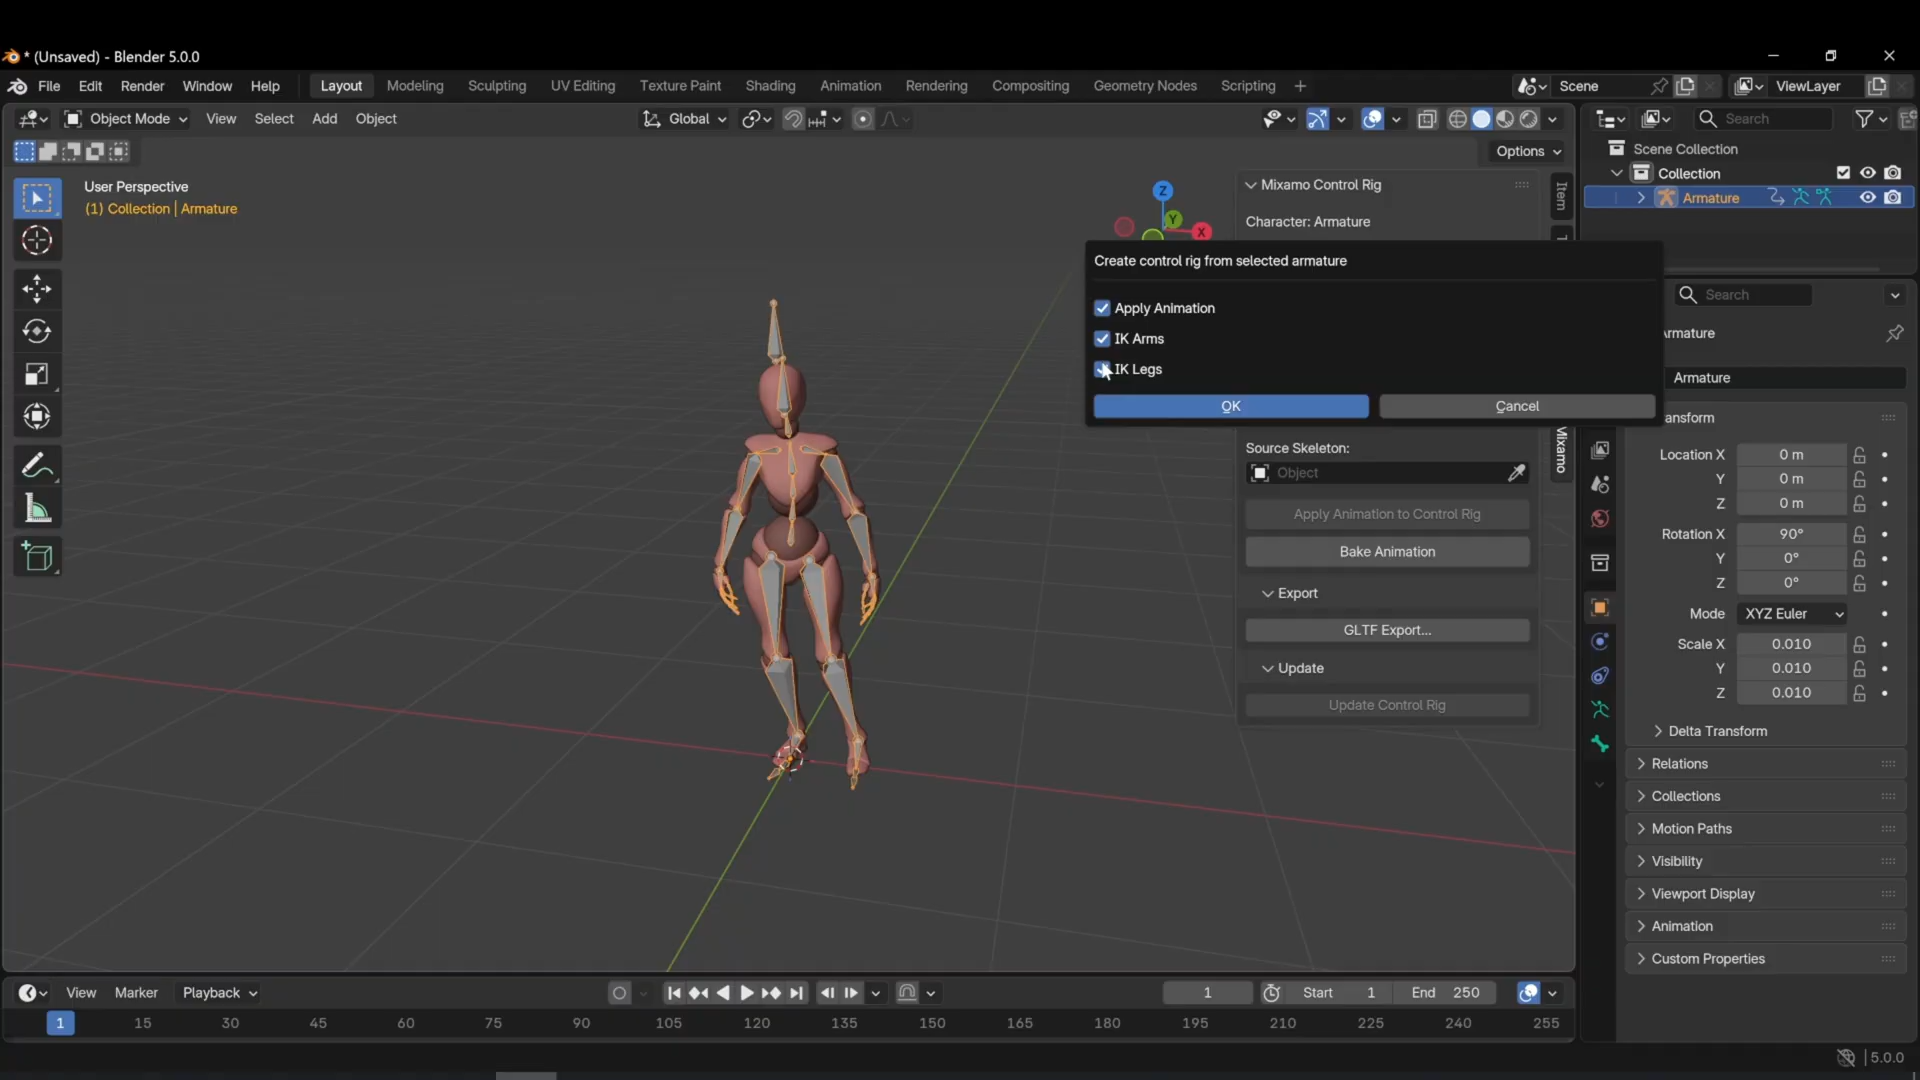 * (Unsaved) - Blender 5.0.0
File Edit Render Window Help Layout Modeling Sculpting UV Editing Texture Paint Shading Animation Rendering Compositing Geometry Nodes Scripting + Scene ViewLayer
Object Mode View Select Add Object Global Search
Options
Scene Collection
Collection
Armature
User Perspective
(1) Collection | Armature
Z
Y
X
Mixamo Control Rig
Character: Armature
Item
Create control rig from selected armature
Apply Animation
IK Arms
IK Legs
OK Cancel
Mixamo
Source Skeleton:
Object
Apply Animation to Control Rig
Bake Animation
Export
GLTF Export...
Update
Update Control Rig
Search
Armature
Location X 0 m
Y 0 m
Z 0 m
Rotation X 90°
Y 0°
Z 0°
Mode XYZ Euler
Scale X 0.010
Y 0.010
Z 0.010
Delta Transform
Relations
Collections
Motion Paths
Visibility
Viewport Display
Animation
Custom Properties
View Marker Playback 1 Start 1 End 250
1 15 30 45 60 75 90 105 120 135 150 165 180 195 210 225 240 255
5.0.0